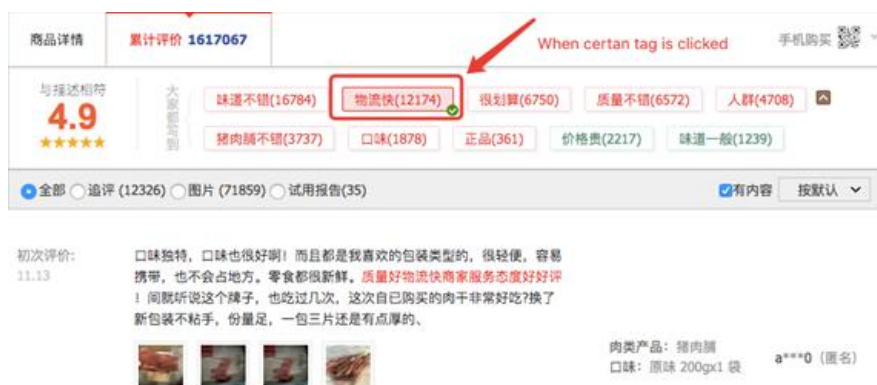 商品详情 累计评价 1617067 When certan tag is clicked 手机购买
与描述相符
4.9
大家都写到
味道不错(16784) 物流快(12174) 很划算(6750) 质量不错(6572) 人群(4708)
猪肉脯不错(3737) 口味(1878) 正品(361) 价格贵(2217) 味道一般(1239)
全部 追评 (12326) 图片 (71859) 试用报告(35) 有内容 按默认
初次评价:
11.13
口味独特，口味也很好啊！而且都是我喜欢的包装类型的，很轻便，容易
携带，也不会占地方。零食都很新鲜。质量好物流快商家服务态度好好评
！间就听说这个牌子，也吃过几次，这次自已购买的肉干非常好吃?换了
新包装不粘手，份量足，一包三片还是有点厚的、
肉类产品：猪肉脯
口味：原味 200gx1 袋
a***0（匿名）